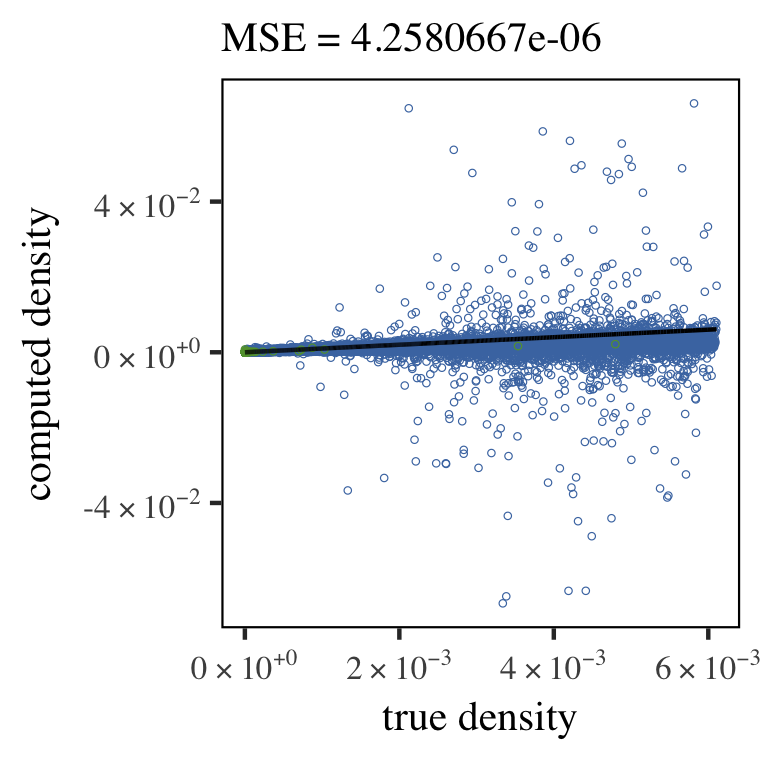 MSE = 4.2580667e-06
computed density
4 × 10⁻²
0 × 10⁺⁰
-4 × 10⁻²
0 × 10⁺⁰ 2 × 10⁻³ 4 × 10⁻³ 6 × 10⁻³
true density